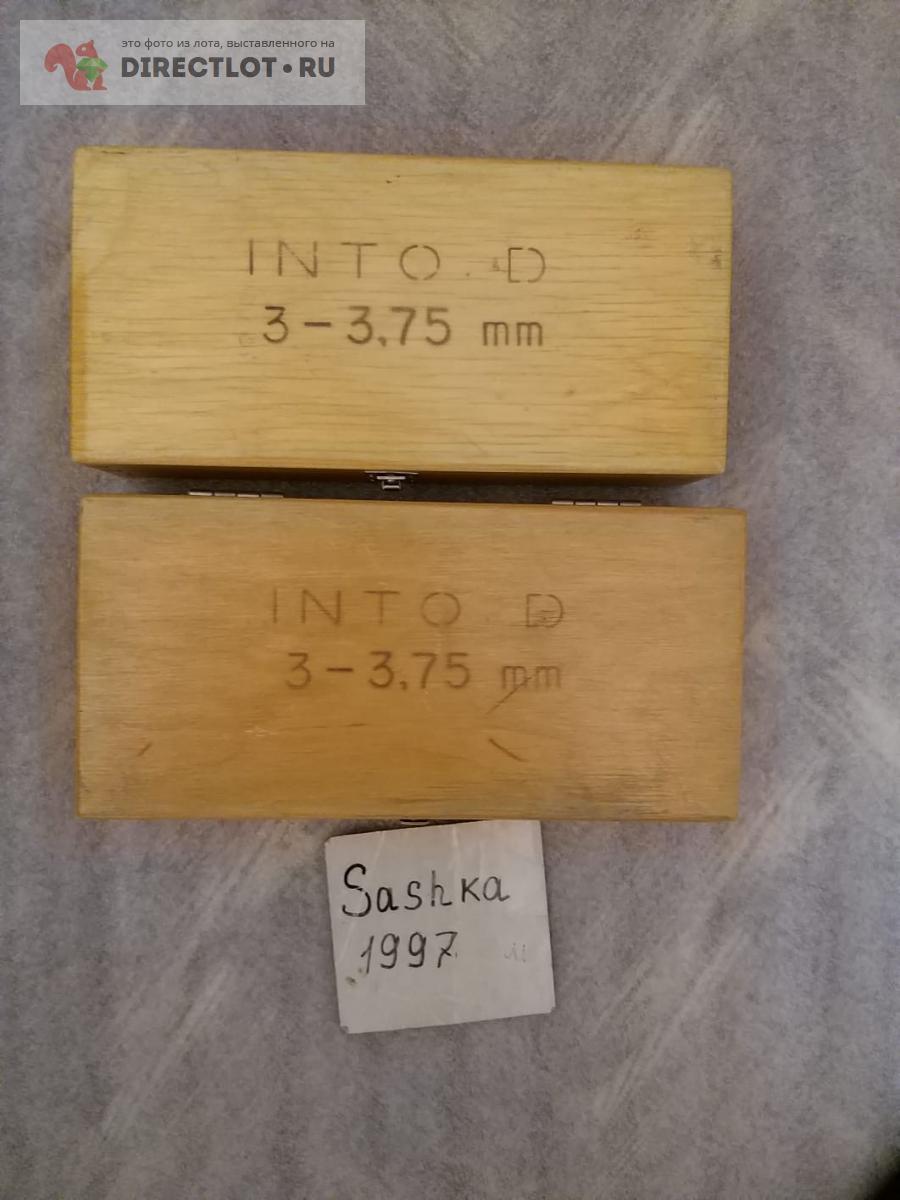 это фото из лота, выставленного на
DIRECTLOT•RU
INTO D
3-3,75 mm
INTO D
3-3,75 mm
Sashka
1997